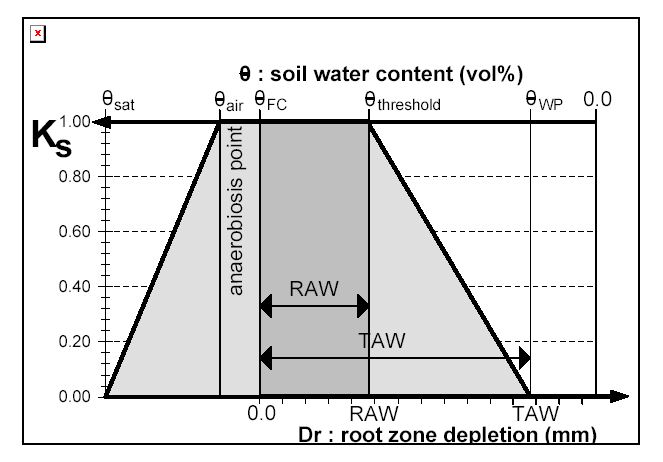 θ : soil water content (vol%)
θsat θair θFC θthreshold θWP 0.0
Ks
1.00
0.80
0.60
0.40
0.20
0.00
anaerobiosis point
RAW
TAW
0.0 RAW TAW
Dr : root zone depletion (mm)